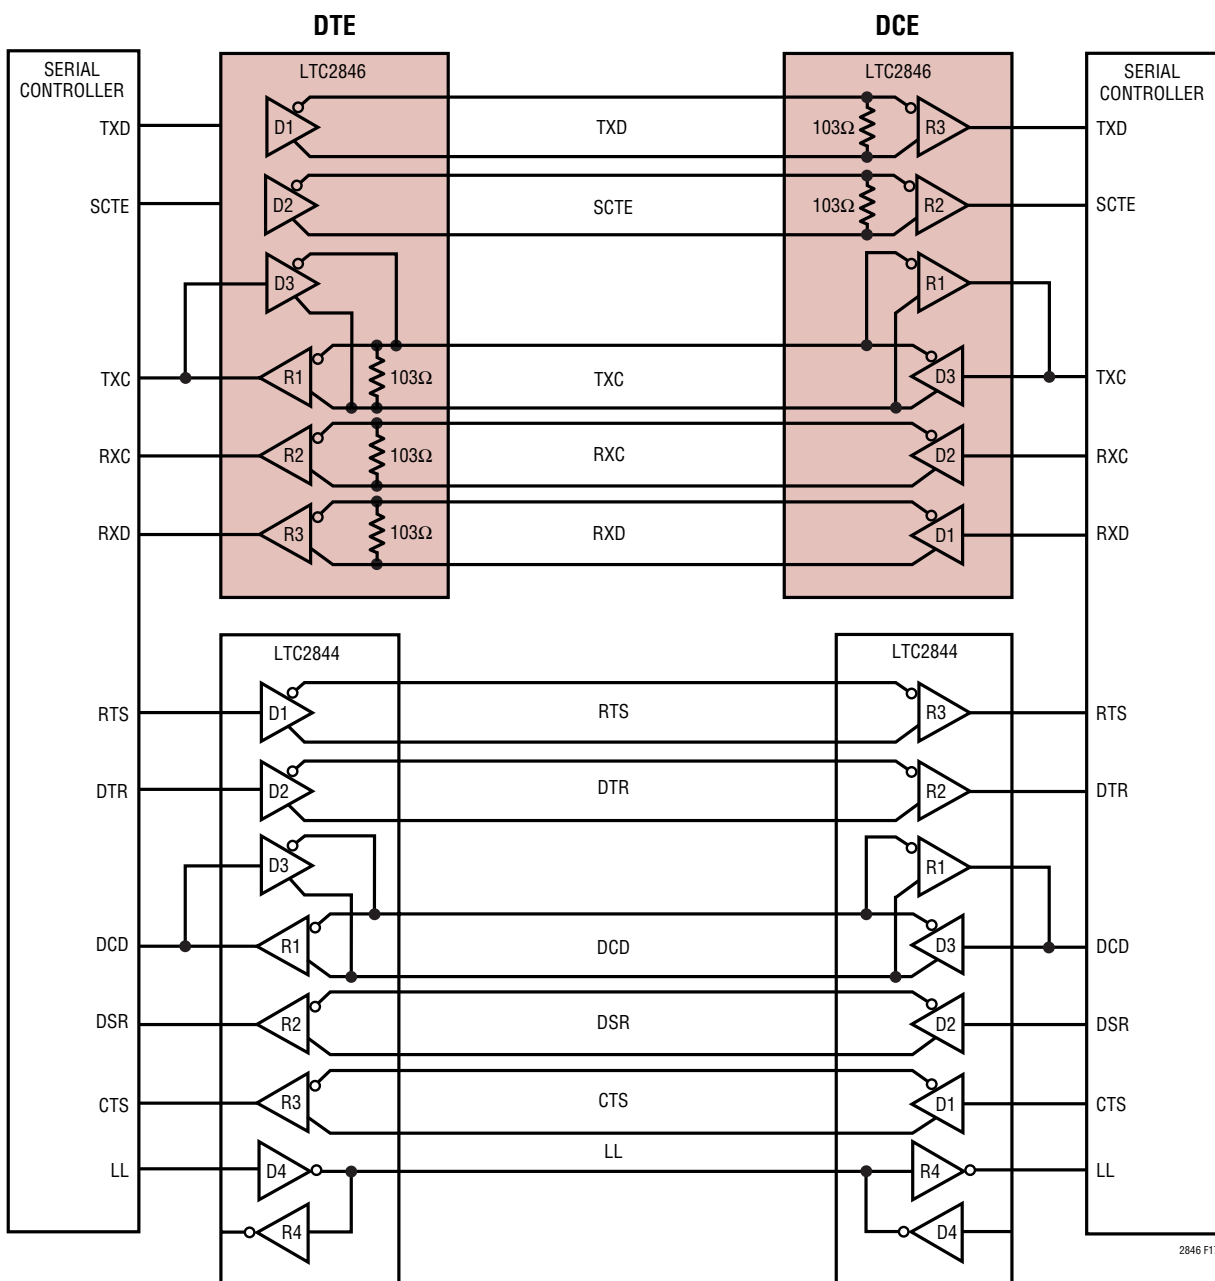 DTE
DCE
SERIAL
CONTROLLER
LTC2846
LTC2846
SERIAL
CONTROLLER
TXD
D1
TXD
103Ω
R3
TXD
SCTE
D2
SCTE
103Ω
R2
SCTE
D3
R1
TXC
R1
103Ω
TXC
D3
TXC
RXC
R2
103Ω
RXC
D2
RXC
RXD
R3
103Ω
RXD
D1
RXD
LTC2844
LTC2844
RTS
D1
RTS
R3
RTS
DTR
D2
DTR
R2
DTR
D3
R1
DCD
R1
DCD
D3
DCD
DSR
R2
DSR
D2
DSR
CTS
R3
CTS
D1
CTS
LL
D4
LL
R4
LL
R4
D4
2846 F17